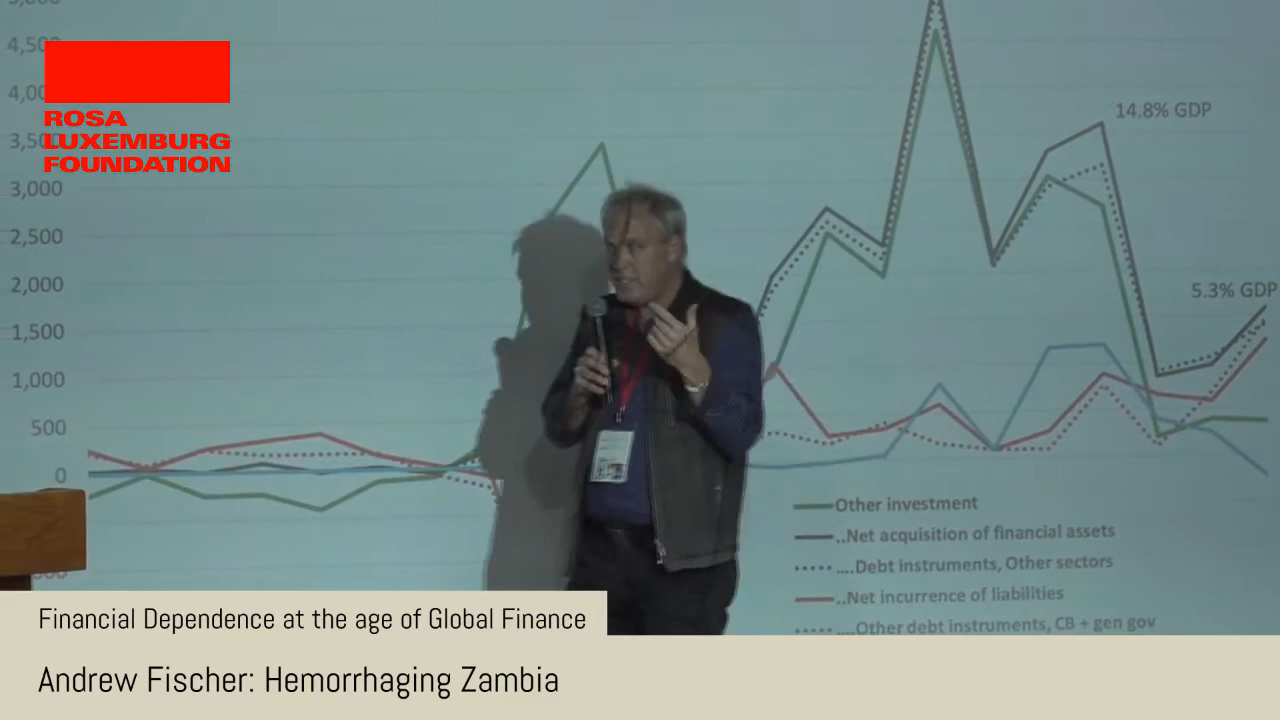 4,500
4,000
3,500
3,000
2,500
2,000
1,500
1,000
500
0
14.8% GDP
5.3% GDP
ROSA
LUXEMBURG
FOUNDATION
Other investment
..Net acquisition of financial assets
....Debt instruments, Other sectors
..Net incurrence of liabilities
....Other debt instruments, CB + gen gov
Financial Dependence at the age of Global Finance
Andrew Fischer: Hemorrhaging Zambia